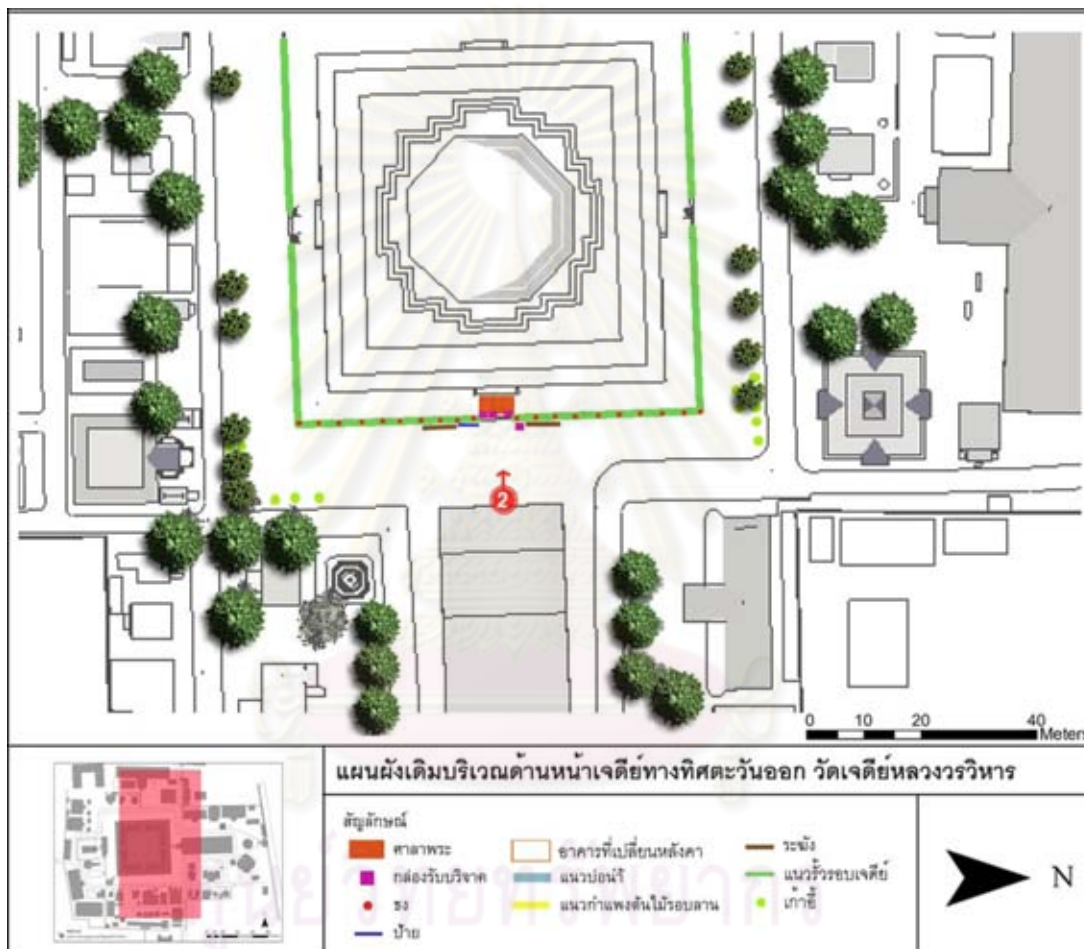 2
0 10 20 40
Meters
แผนผังเดิมบริเวณด้านหน้าเจดีย์ทางทิศตะวันออก วัดเจดีย์หลวงวรวิหาร
สัญลักษณ์
ศาลาพระ อาคารที่เปลี่ยนหลังคา ระฆัง
กล่องรับบริจาค แนวบ่อน้ำ แนวรั้วรอบเจดีย์
ธง แนวกำแพงต้นไม้รอบลาน เก้าอี้
ป้าย
N